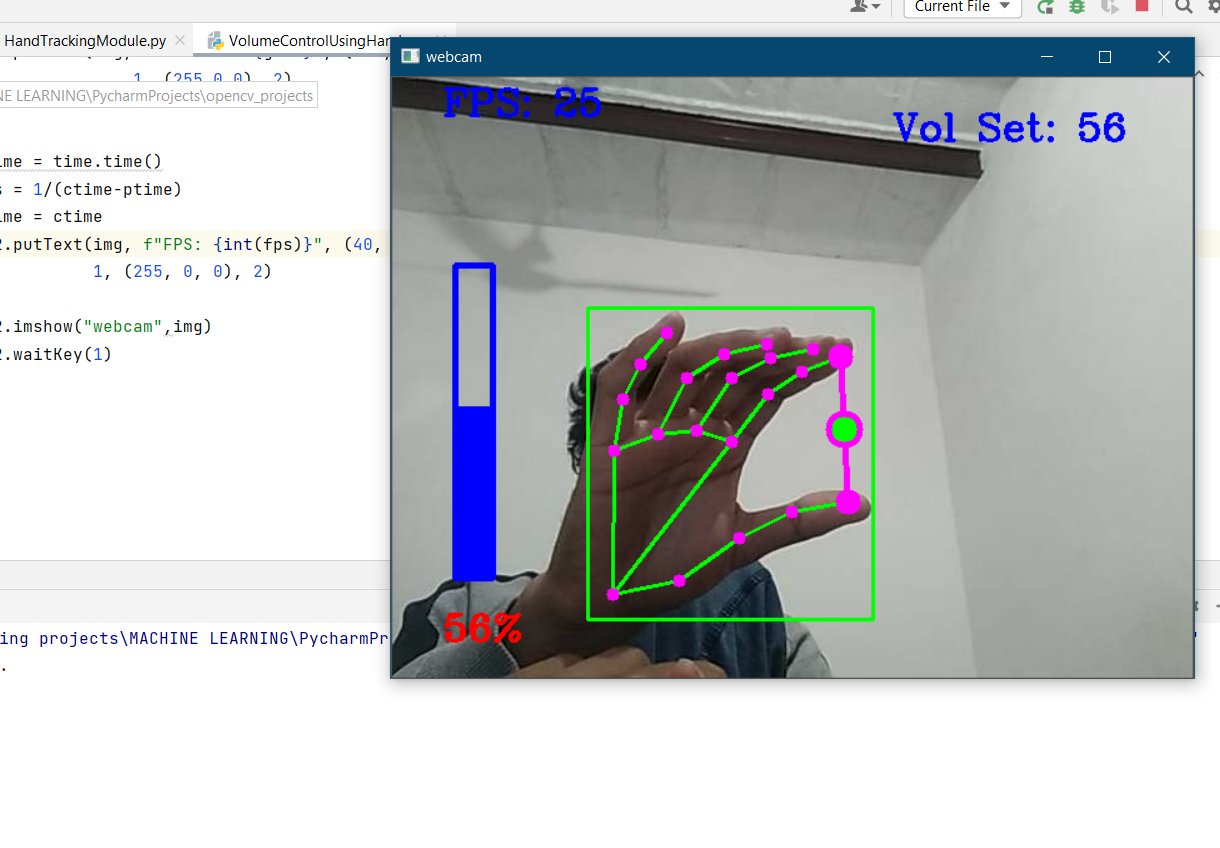 Current File
HandTrackingModule.py
VolumeControlUsingHan
webcam
1, (255,0,0), 2)
NE LEARNING\PycharmProjects\opencv_projects
FPS: 25
Vol Set: 56
ime = time.time()
s = 1/(ctime-ptime)
ime = ctime
2.putText(img, f"FPS: {int(fps)}", (40,
1, (255, 0, 0), 2)
2.imshow("webcam",img)
2.waitKey(1)
56%
ing projects\MACHINE LEARNING\PycharmPr
.